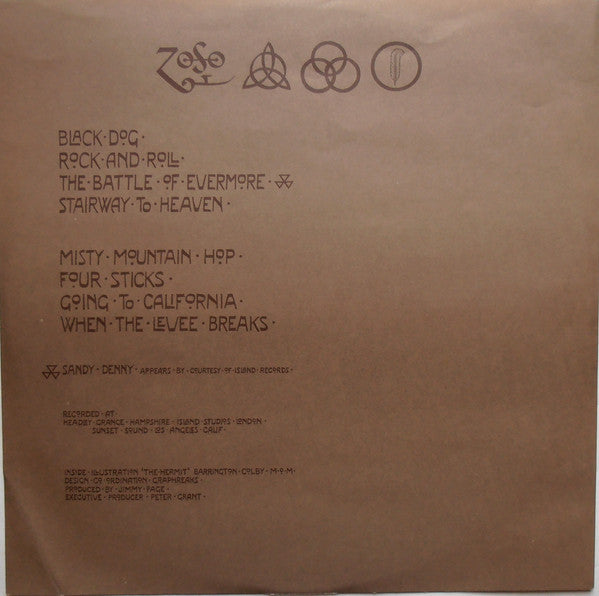 Zoso
BLACK·DOG·
ROCK·AND·ROLL·
THE·BATTLE·OF·EVERMORE·
STAIRWAY·TO·HEAVEN·
MISTY·MOUNTAIN·HOP·
FOUR·STICKS·
GOING·TO·CALIFORNIA·
WHEN·THE·LEVEE·BREAKS·
SANDY·DENNY·APPEARS·BY·COURTESY·OF·ISLAND·RECORDS·
RECORDED·AT·
HEADLY·GRANGE·HAMPSHIRE·ISLAND·STUDIOS·LONDON·
SUNSET·SOUND·LOS·ANGELES·CALIF·
INSIDE·ILLUSTRATION "THE·HERMIT" BARRINGTON·COLBY·M·O·M·
DESIGN·CO ORDINATION·GRAPHREAKS·
PRODUCED·BY·JIMMY·PAGE·
EXECUTIVE·PRODUCER·PETER·GRANT·